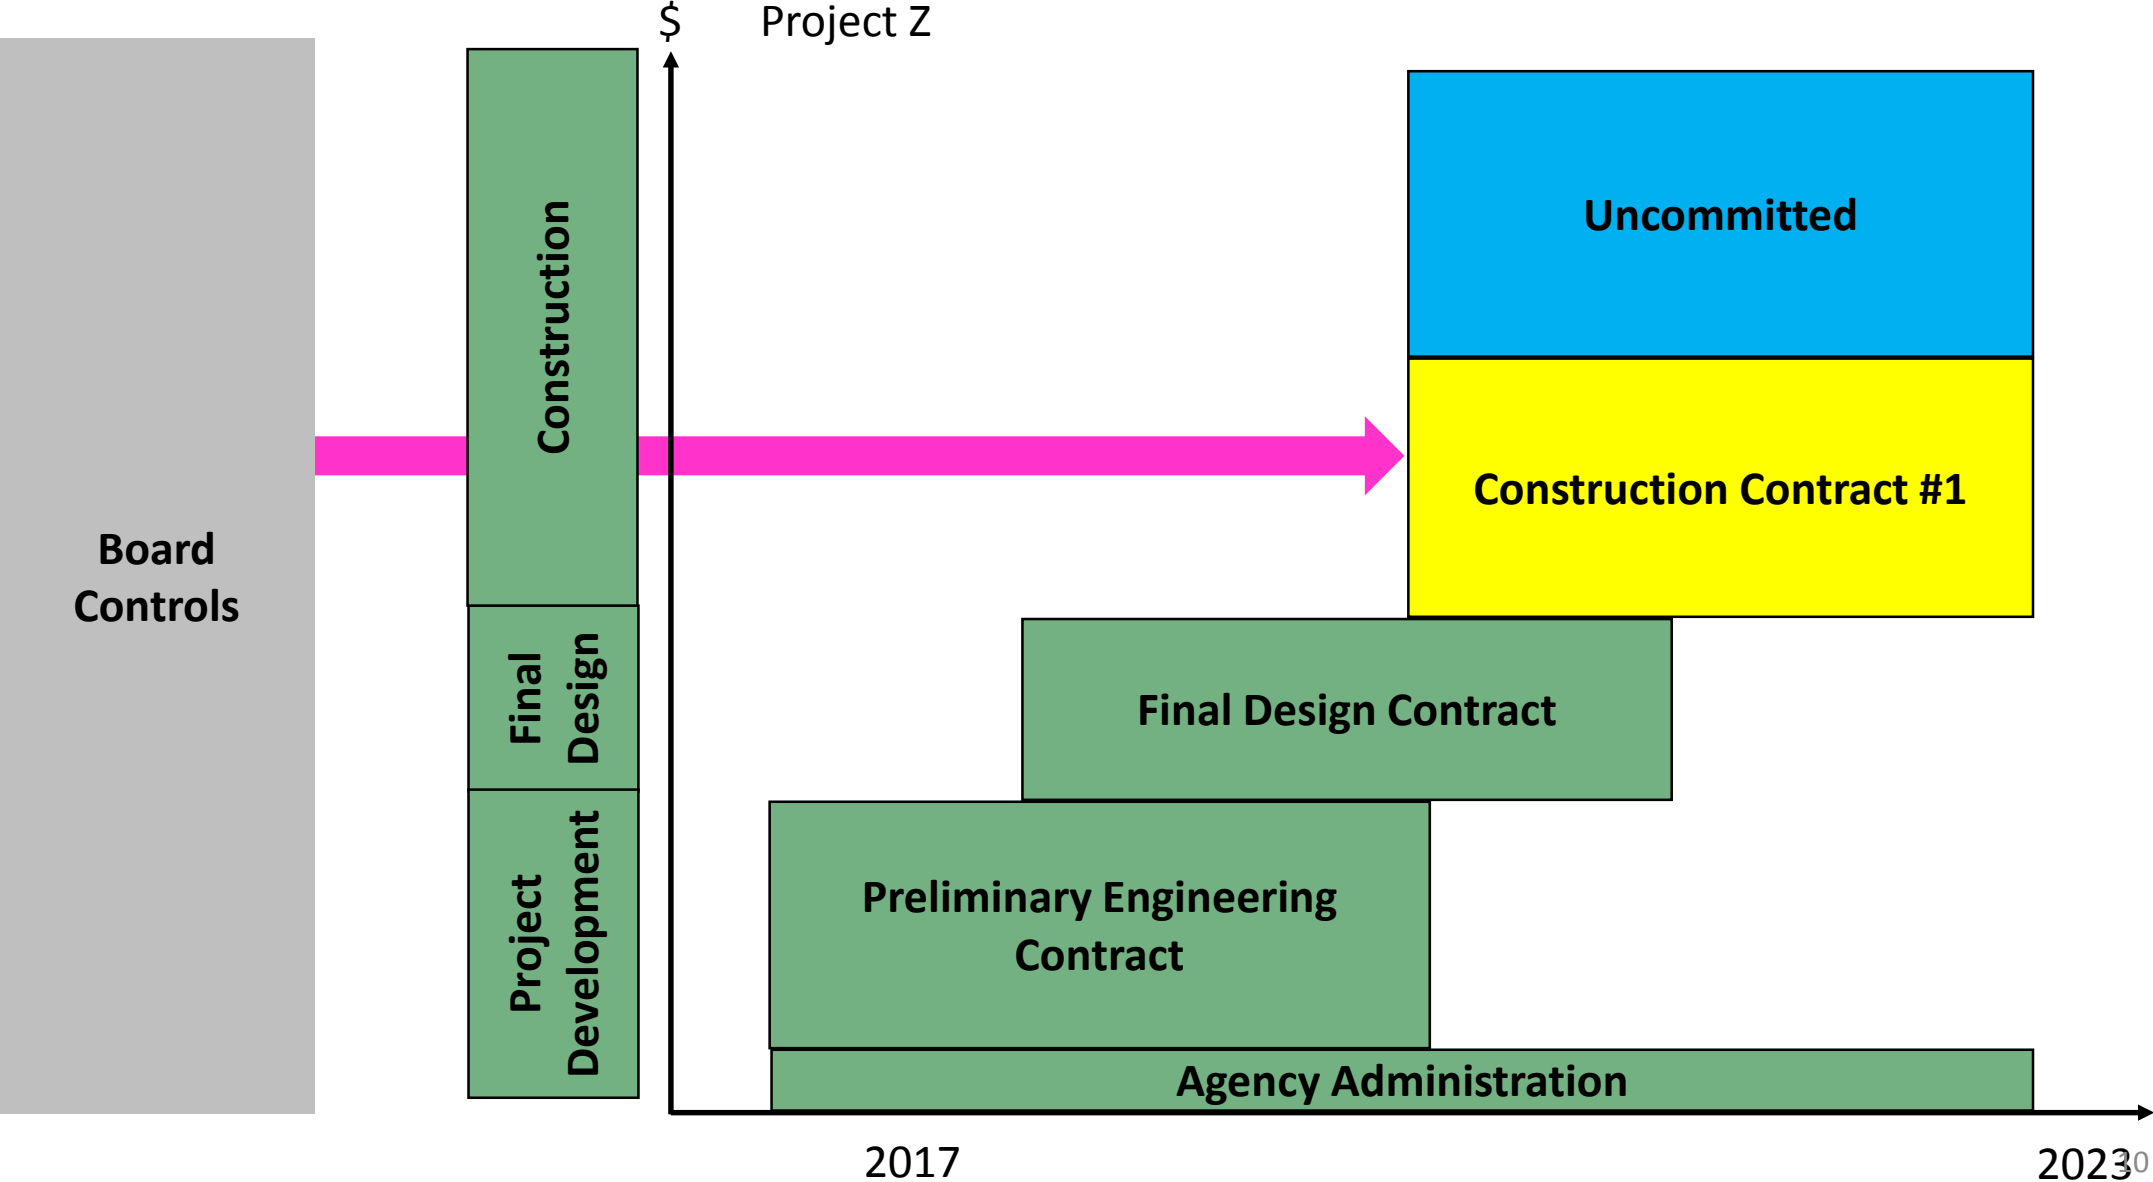 $ Project Z
Board
Controls
Construction
Final
Design
Project
Development
Uncommitted
Construction Contract #1
Final Design Contract
Preliminary Engineering
Contract
Agency Administration
2017
2023
10